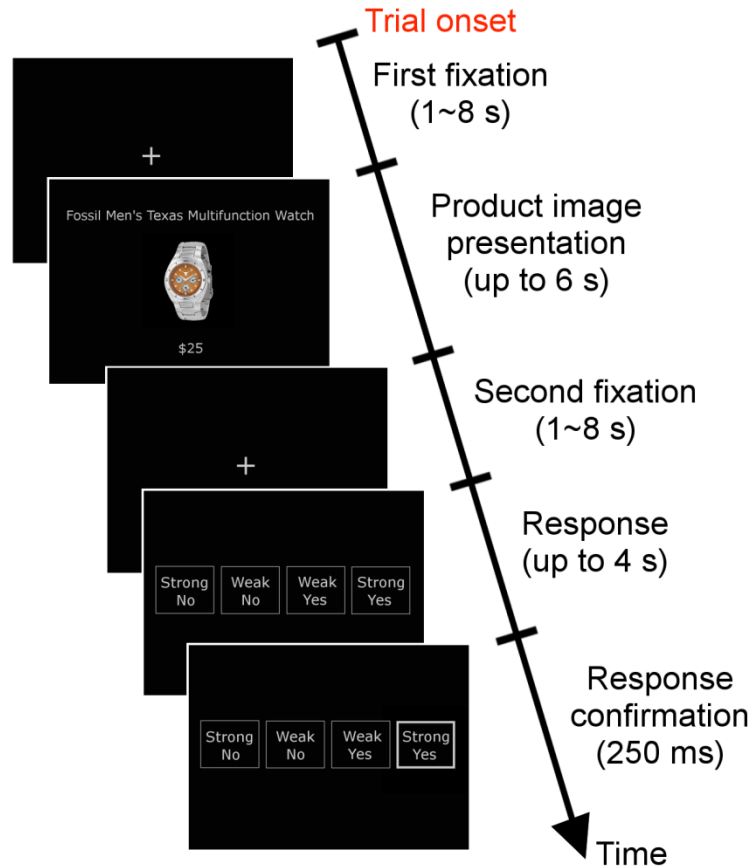 Trial onset
First fixation
(1~8 s)
+
Fossil Men's Texas Multifunction Watch
$25
Product image
presentation
(up to 6 s)
+
Second fixation
(1~8 s)
Strong No
Weak No
Weak Yes
Strong Yes
Response
(up to 4 s)
Strong No
Weak No
Weak Yes
Strong Yes
Response
confirmation
(250 ms)
Time